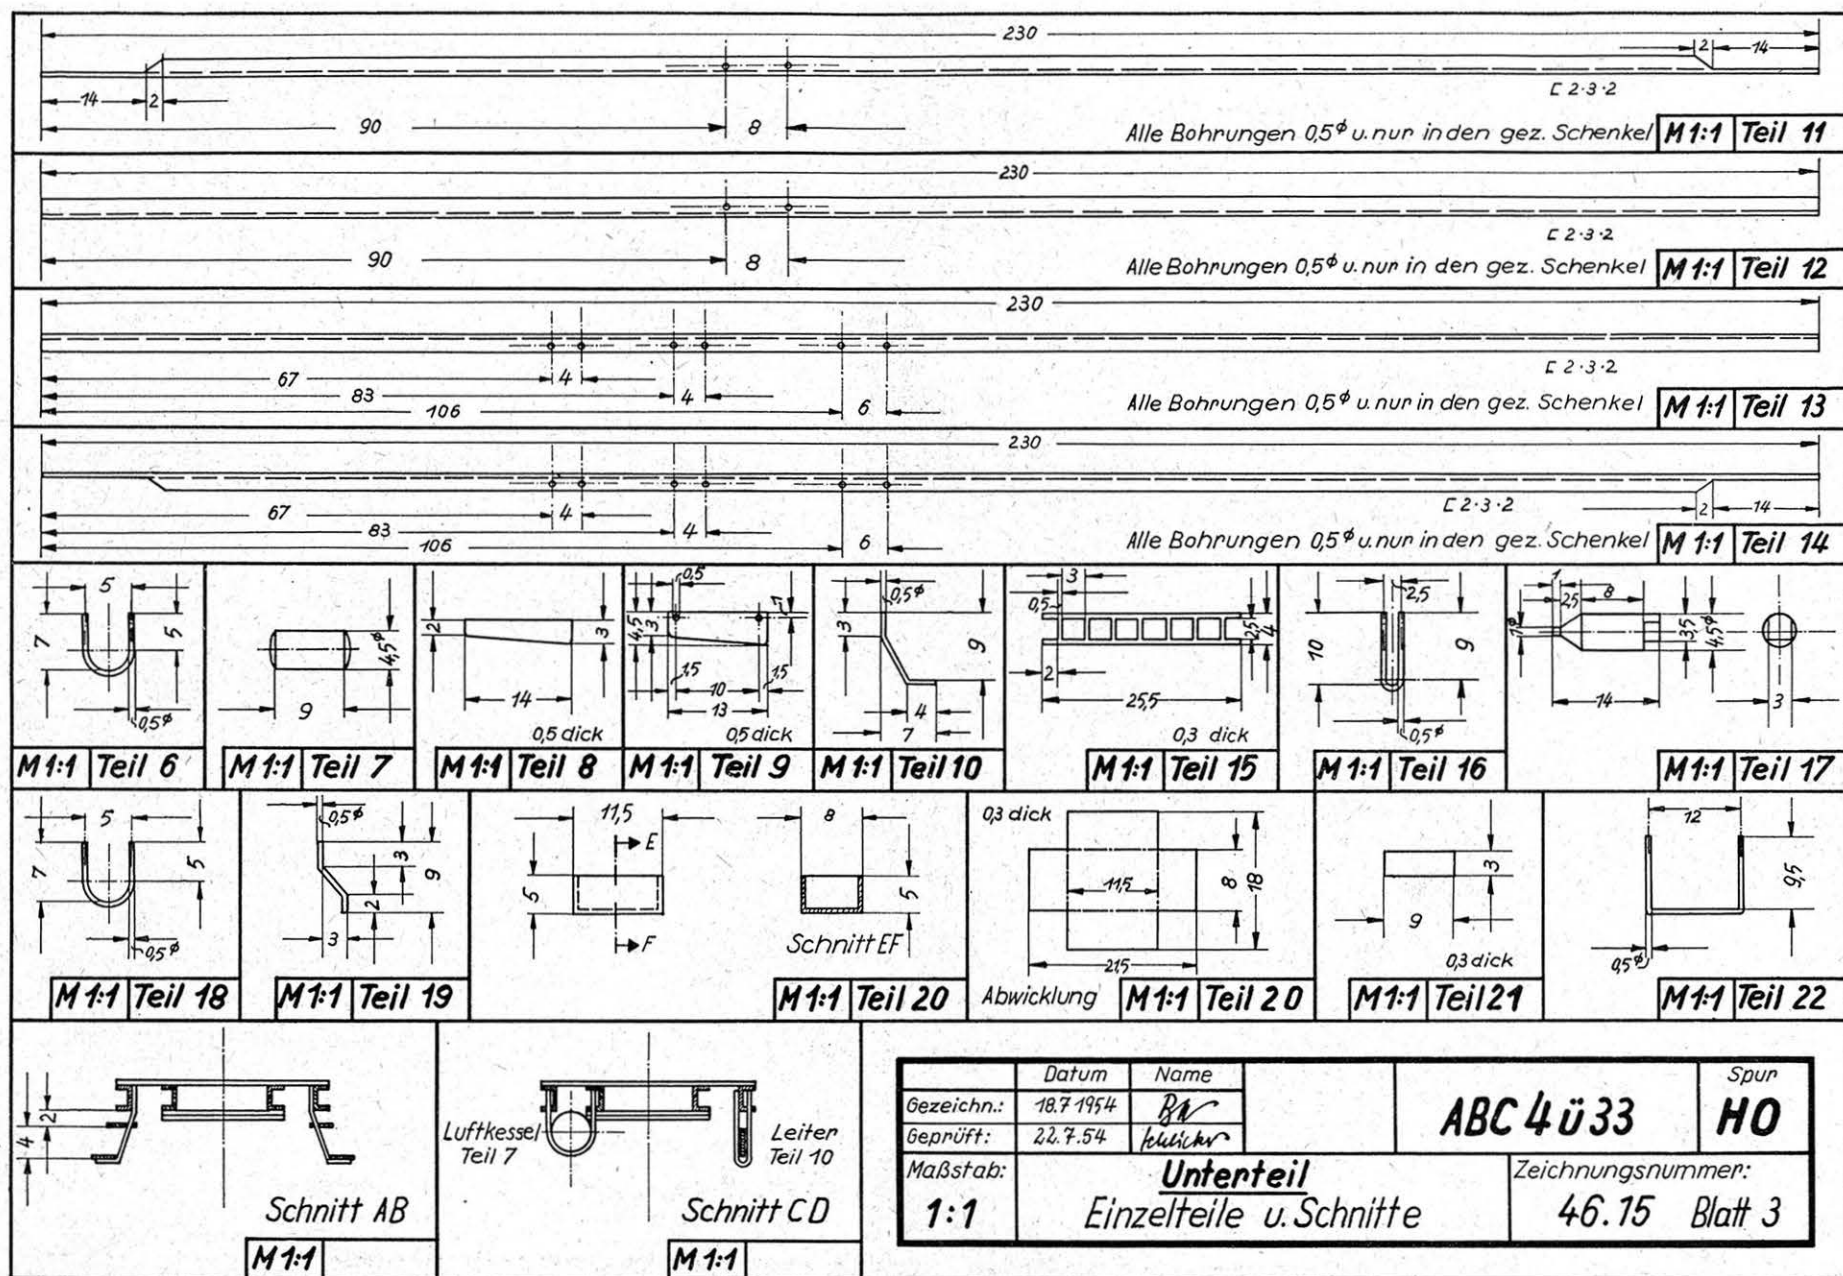 230
2 14
14 2
⊏ 2·3·2
90 8
Alle Bohrungen 0,5⌀ u. nur in den gez. Schenkel M 1:1 Teil 11
230
⊏ 2·3·2
90 8
Alle Bohrungen 0,5⌀ u. nur in den gez. Schenkel M 1:1 Teil 12
230
⊏ 2·3·2
67 4
83 4
106 6
Alle Bohrungen 0,5⌀ u. nur in den gez. Schenkel M 1:1 Teil 13
230
⊏ 2·3·2
2 14
67 4
83 4
106 6
Alle Bohrungen 0,5⌀ u. nur in den gez. Schenkel M 1:1 Teil 14
5
7
5
0,5⌀
M 1:1 Teil 6
4,5⌀
9
M 1:1 Teil 7
2
3
14
0,5 dick
M 1:1 Teil 8
0,5
1
4,5
3
1,5 10 1,5
13
0,5 dick
M 1:1 Teil 9
0,5⌀
3
9
4
7
M 1:1 Teil 10
3
0,5
2,5
4
2
25,5
0,3 dick
M 1:1 Teil 15
2,5
10
9
0,5⌀
M 1:1 Teil 16
1
2,5 8
1⌀
3,5
4,5⌀
14
3
M 1:1 Teil 17
5
7
5
0,5⌀
M 1:1 Teil 18
0,5⌀
3
9
2
3
M 1:1 Teil 19
11,5
8
E
5
5
F
Schnitt EF
M 1:1 Teil 20
0,3 dick
11,5
8
18
21,5
Abwicklung M 1:1 Teil 20
3
9
0,3 dick
M 1:1 Teil 21
12
9,5
0,5⌀
M 1:1 Teil 22
2
4
Schnitt AB
M 1:1
Luftkessel
Teil 7
Leiter
Teil 10
Schnitt CD
M 1:1
Datum Name
Gezeichn.: 18.7 1954
Geprüft: 22.7.54
ABC 4ü 33
Spur
H0
Maßstab:
1:1
Unterteil
Einzelteile u. Schnitte
Zeichnungsnummer:
46.15 Blatt 3